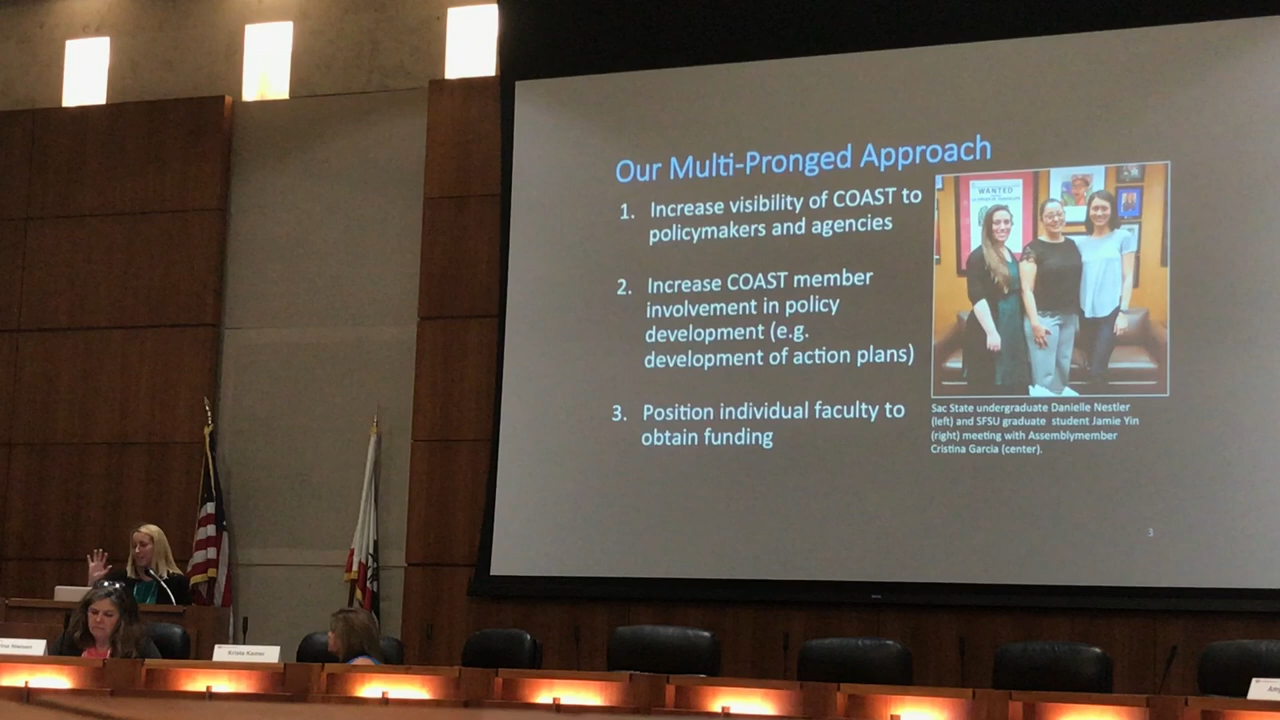 Our Multi-Pronged Approach
1. Increase visibility of COAST to
policymakers and agencies
2. Increase COAST member
involvement in policy
development (e.g.
development of action plans)
3. Position individual faculty to
obtain funding
WANTED
Sac State undergraduate Danielle Nestler
(left) and SFSU graduate student Jamie Yin
(right) meeting with Assemblymember
Cristina Garcia (center).
3
Krista Kamer